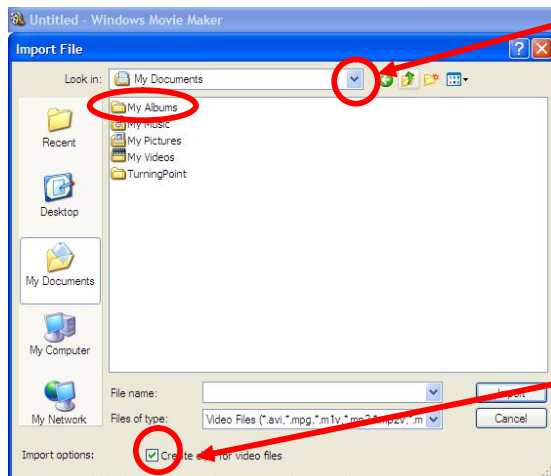 Untitled - Windows Movie Maker
Import File
Look in: My Documents
My Albums
My Music
My Pictures
My Videos
TurningPoint
Recent
Desktop
My Documents
My Computer
My Network
File name:
Import
Files of type: Video Files (*.avi,*.mpg,*.m1v,*.mp2,*.mp2v,*.m
Cancel
Import options: Create clips for video files